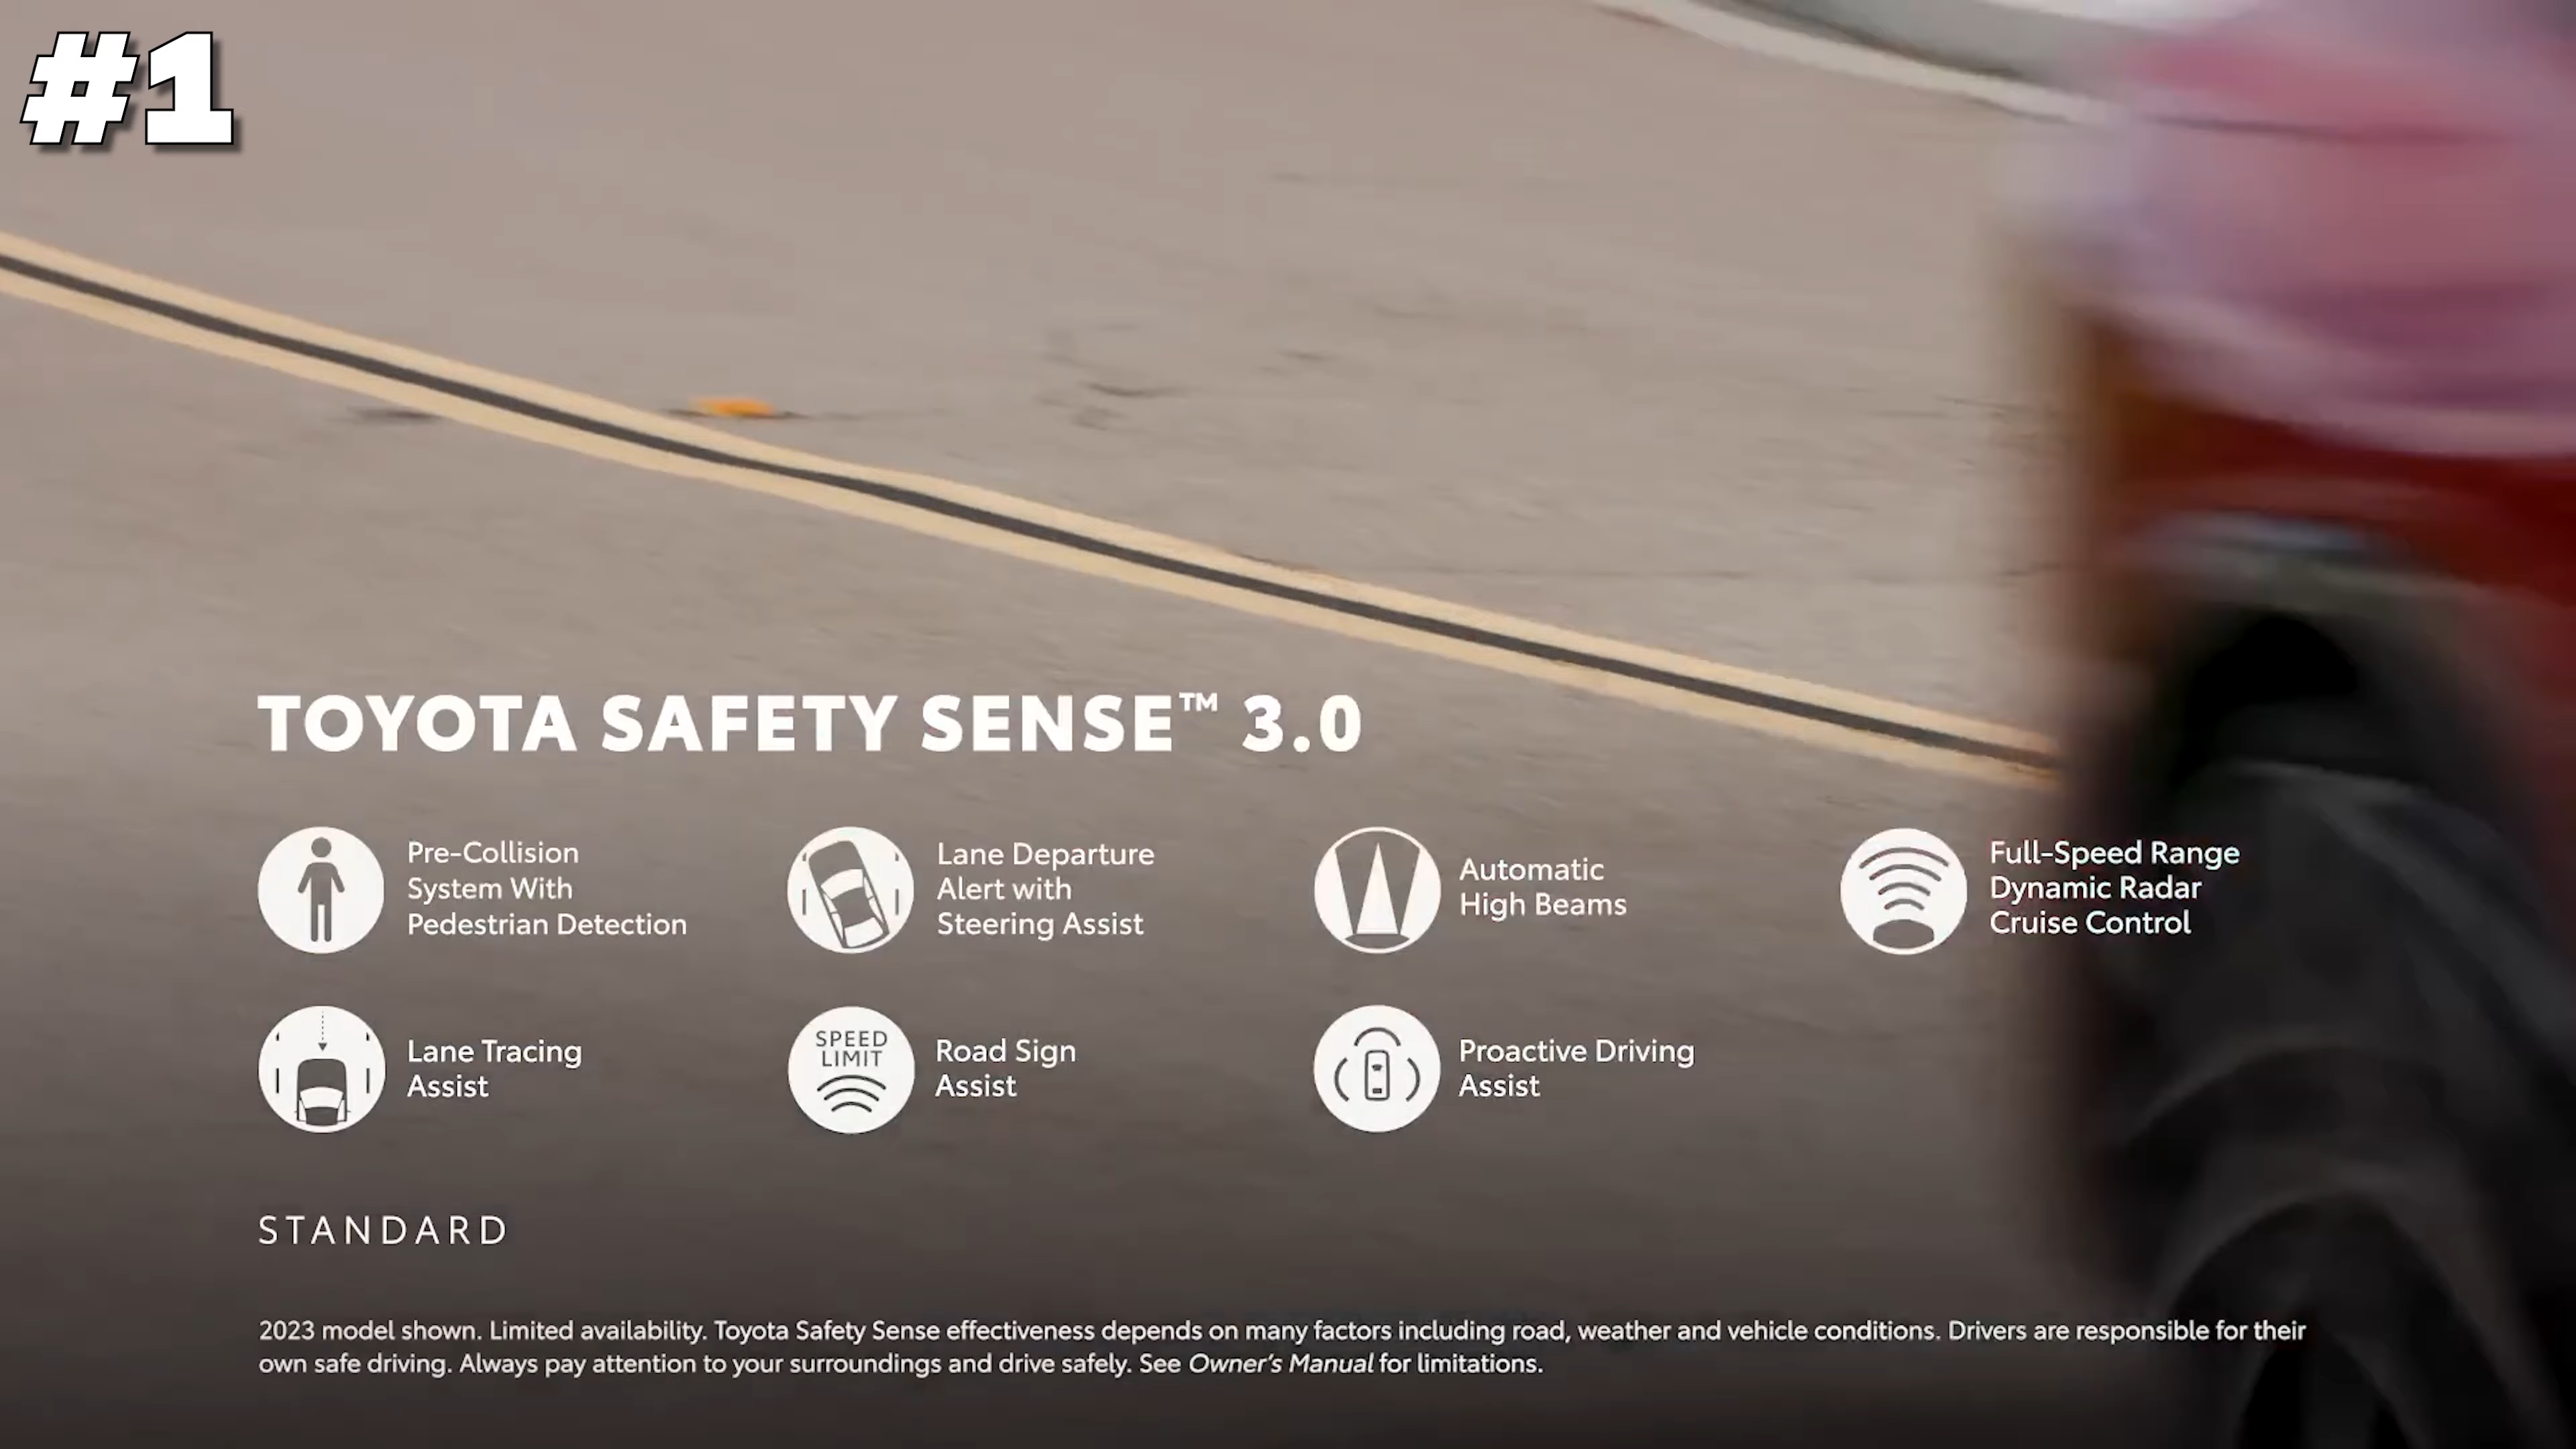 #1
TOYOTA SAFETY SENSE™ 3.0
Pre-Collision
System With
Pedestrian Detection
Lane Departure
Alert with
Steering Assist
Automatic
High Beams
Full-Speed Range
Dynamic Radar
Cruise Control
Lane Tracing
Assist
SPEED
LIMIT
Road Sign
Assist
Proactive Driving
Assist
STANDARD
2023 model shown. Limited availability. Toyota Safety Sense effectiveness depends on many factors including road, weather and vehicle conditions. Drivers are responsible for their
own safe driving. Always pay attention to your surroundings and drive safely. See Owner's Manual for limitations.